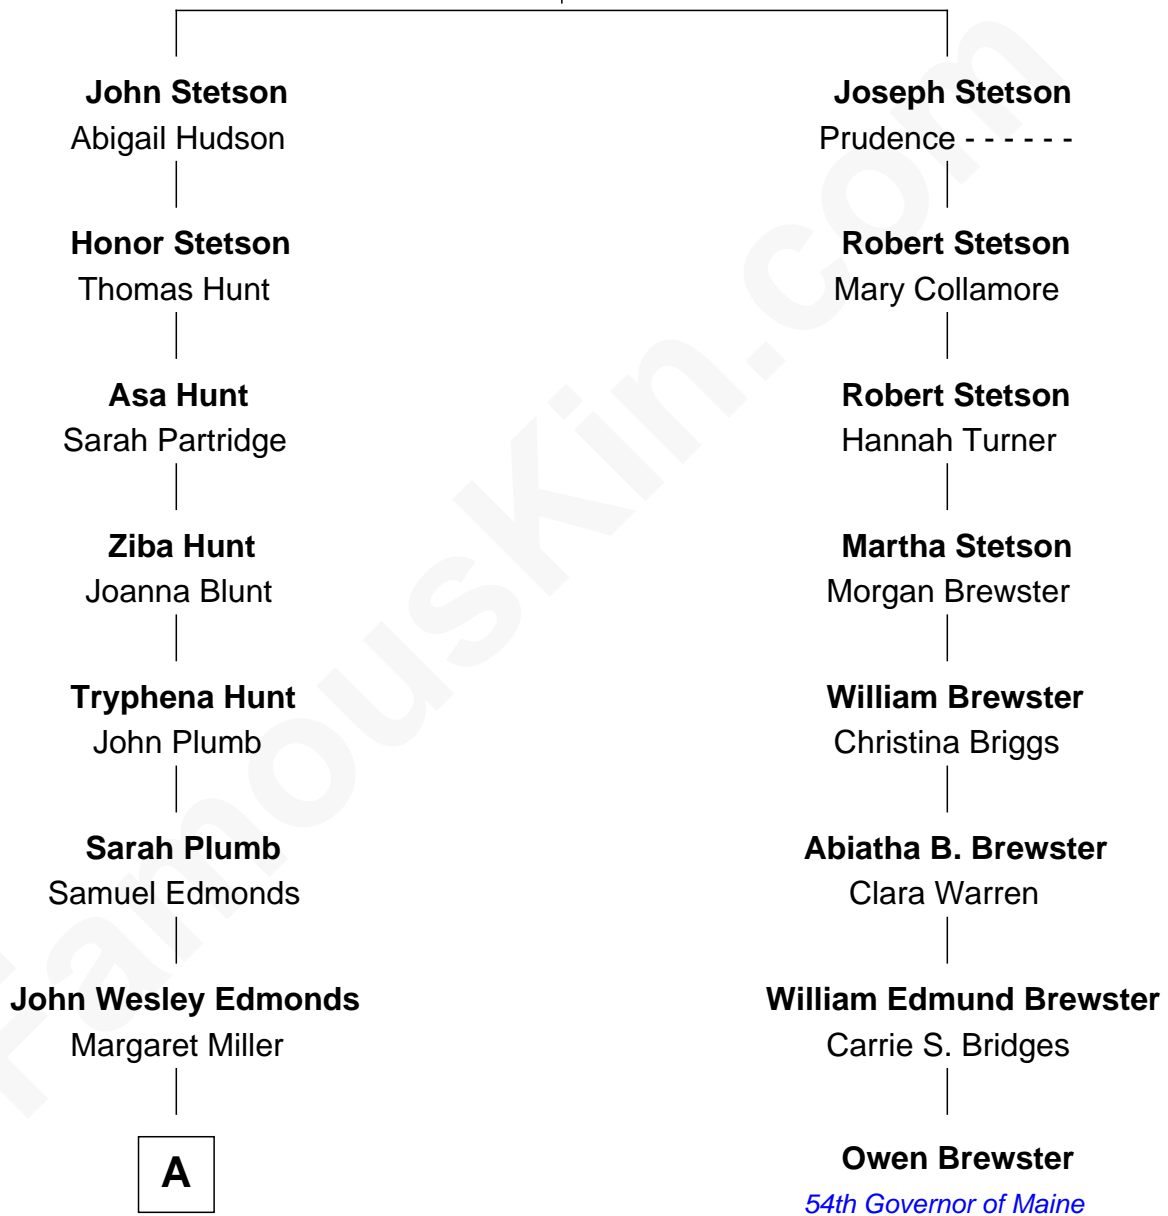 John Stetson
Abigail Hudson
Honor Stetson
Thomas Hunt
Asa Hunt
Sarah Partridge
Ziba Hunt
Joanna Blunt
Tryphena Hunt
John Plumb
Sarah Plumb
Samuel Edmonds
John Wesley Edmonds
Margaret Miller
A
Joseph Stetson
Prudence - - - - - -
Robert Stetson
Mary Collamore
Robert Stetson
Hannah Turner
Martha Stetson
Morgan Brewster
William Brewster
Christina Briggs
Abiatha B. Brewster
Clara Warren
William Edmund Brewster
Carrie S. Bridges
Owen Brewster
54th Governor of Maine
FamousKin.com